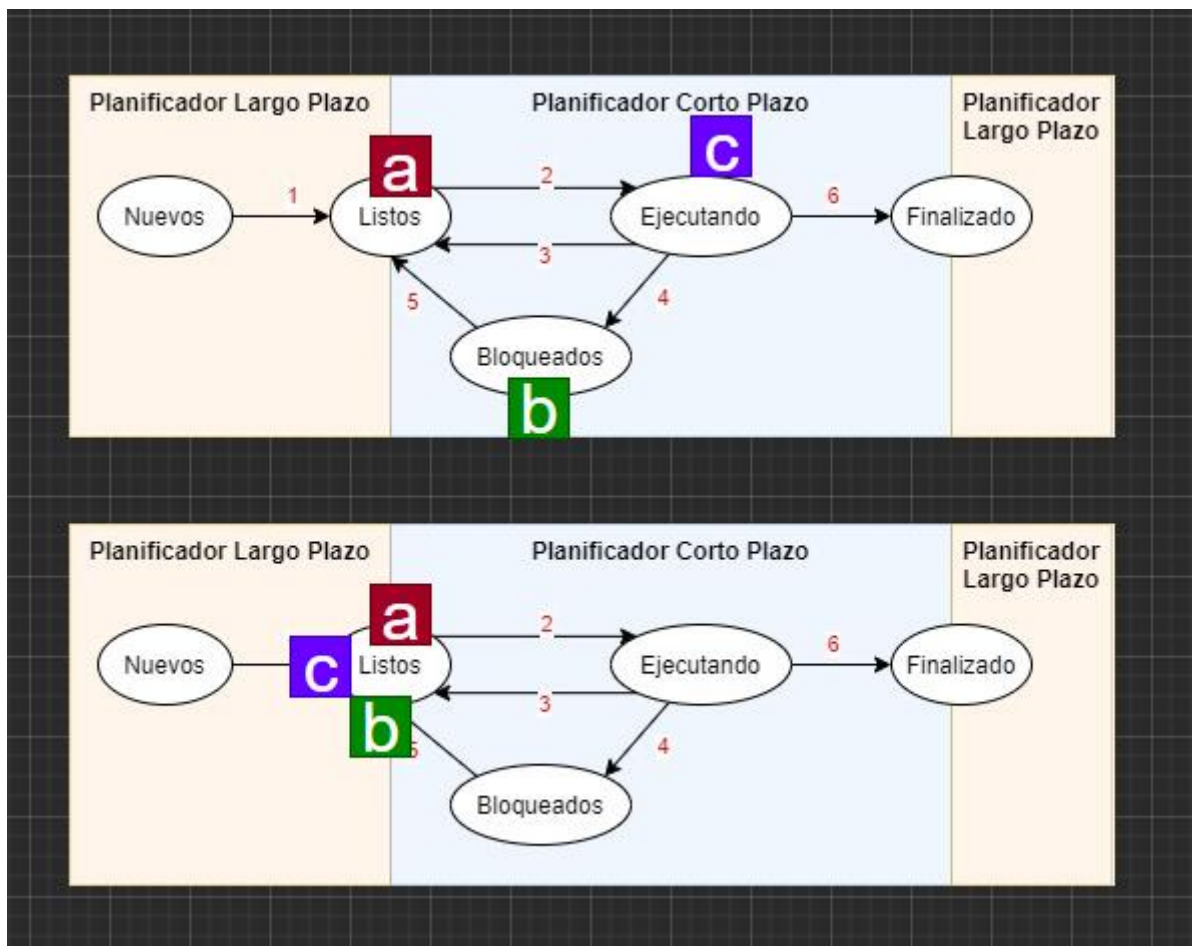 Planificador Largo Plazo
Planificador Corto Plazo
Planificador
Largo Plazo
a
c
1
2
6
Nuevos
Listos
Ejecutando
Finalizado
3
5
4
Bloqueados
b
Planificador Largo Plazo
Planificador Corto Plazo
Planificador
Largo Plazo
a
2
6
Nuevos
c
Listos
Ejecutando
Finalizado
3
b
5
4
Bloqueados